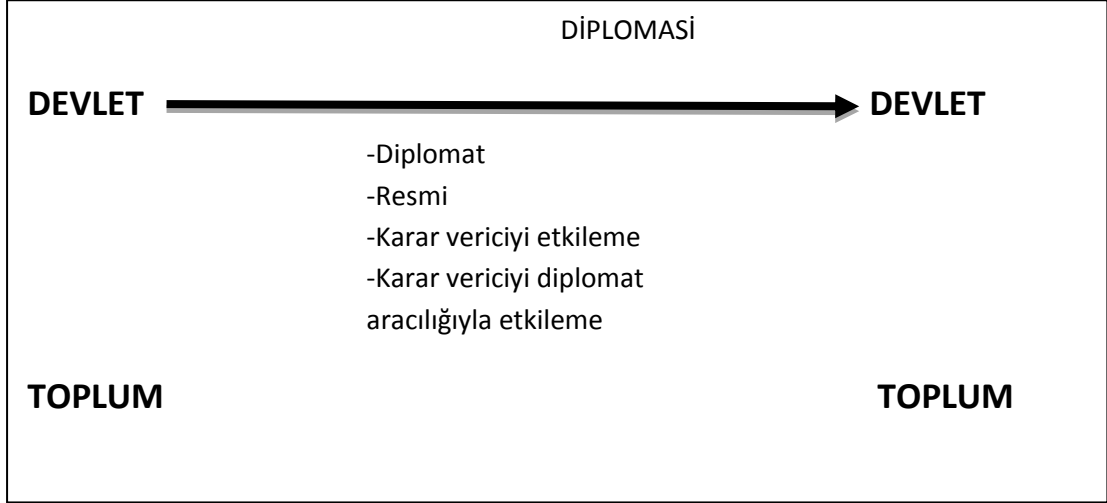 DİPLOMASİ
DEVLET DEVLET
-Diplomat
-Resmi
-Karar vericiyi etkileme
-Karar vericiyi diplomat
aracılığıyla etkileme
TOPLUM TOPLUM